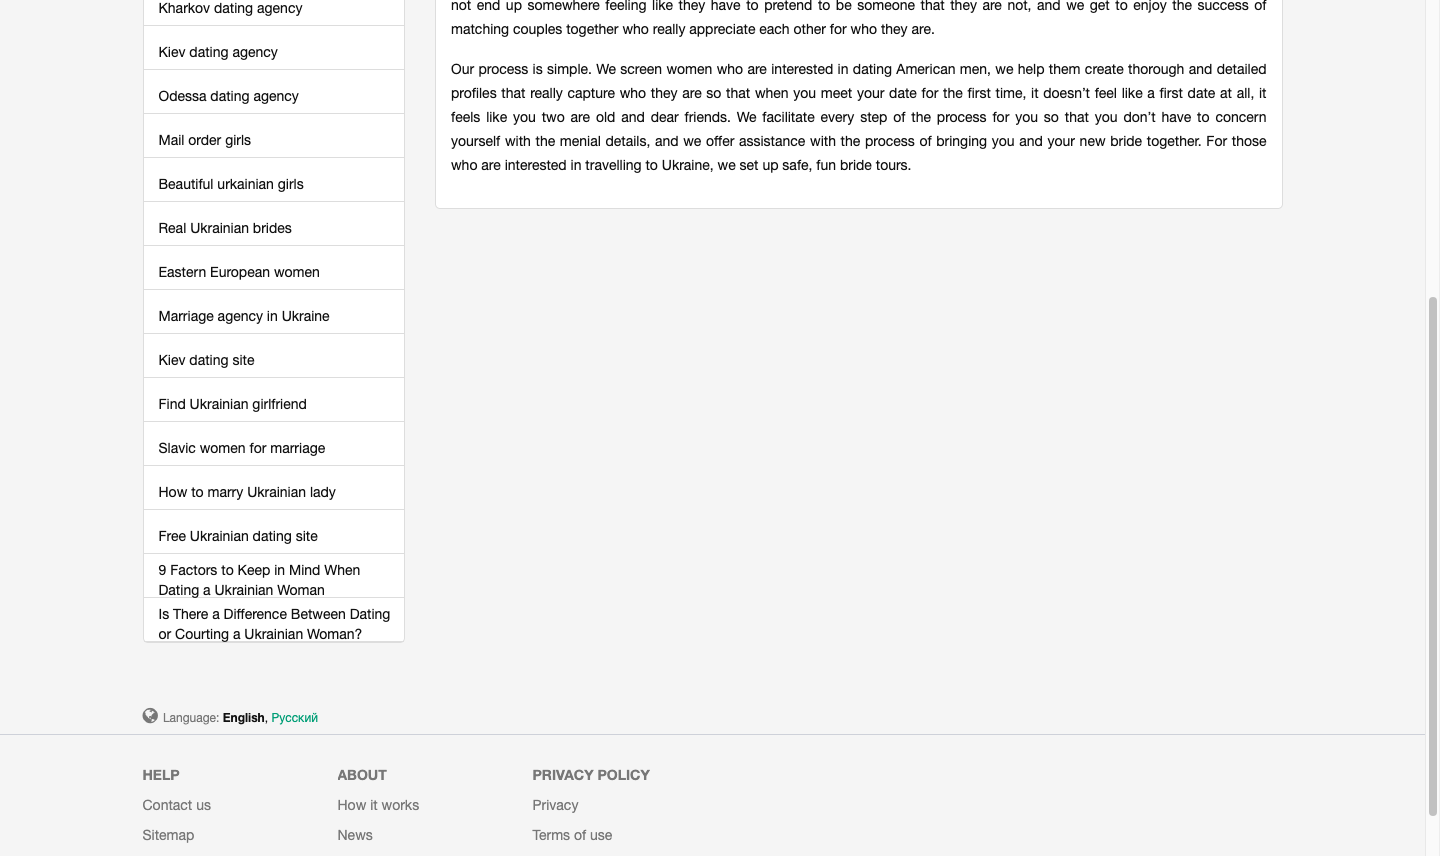 Kharkov dating agency
Kiev dating agency
Odessa dating agency
Mail order girls
Beautiful urkainian girls
Real Ukrainian brides
Eastern European women
Marriage agency in Ukraine
Kiev dating site
Find Ukrainian girlfriend
Slavic women for marriage
How to marry Ukrainian lady
Free Ukrainian dating site
9 Factors to Keep in Mind When
Dating a Ukrainian Woman
Is There a Difference Between Dating
or Courting a Ukrainian Woman?
not end up somewhere feeling like they have to pretend to be someone that they are not, and we get to enjoy the success of
matching couples together who really appreciate each other for who they are.
Our process is simple. We screen women who are interested in dating American men, we help them create thorough and detailed
profiles that really capture who they are so that when you meet your date for the first time, it doesn’t feel like a first date at all, it
feels like you two are old and dear friends. We facilitate every step of the process for you so that you don’t have to concern
yourself with the menial details, and we offer assistance with the process of bringing you and your new bride together. For those
who are interested in travelling to Ukraine, we set up safe, fun bride tours.
Language: English, Русский
HELP
Contact us
Sitemap
ABOUT
How it works
News
PRIVACY POLICY
Privacy
Terms of use